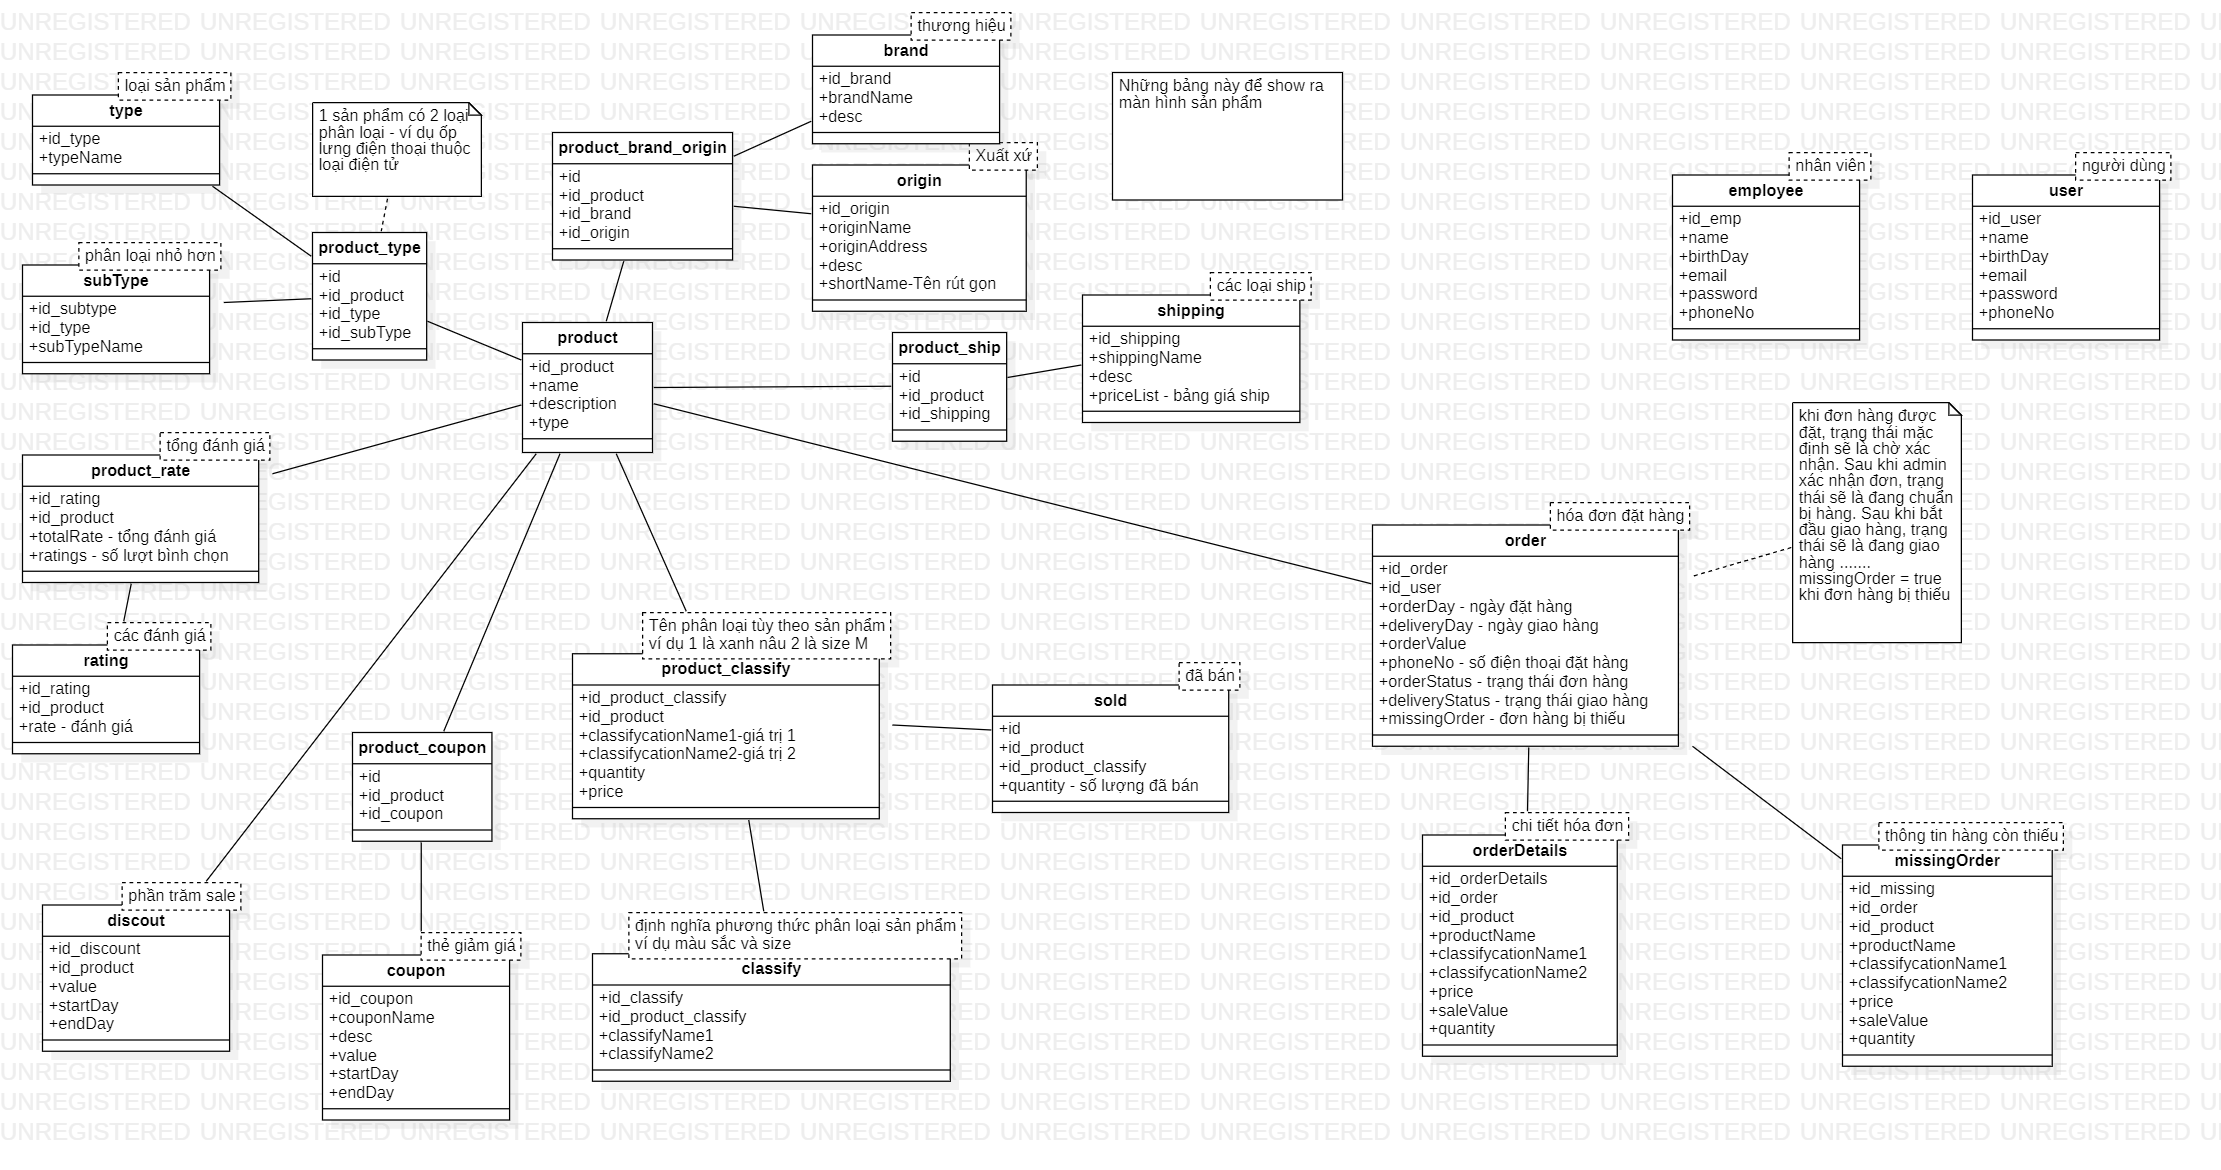 thương hiệu
brand
+id_brand
+brandName
+desc
loại sản phẩm
type
+id_type
+typeName
1 sản phẩm có 2 loại
phân loại - ví dụ ốp
lưng điện thoại thuộc
loại điện tử
product_brand_origin
+id
+id_product
+id_brand
+id_origin
Xuất xứ
origin
+id_origin
+originName
+originAddress
+desc
+shortName-Tên rút gọn
Những bảng này để show ra
màn hình sản phẩm
nhân viên
employee
+id_emp
+name
+birthDay
+email
+password
+phoneNo
người dùng
user
+id_user
+name
+birthDay
+email
+password
+phoneNo
phân loại nhỏ hơn
subType
+id_subtype
+id_type
+subTypeName
product_type
+id
+id_product
+id_type
+id_subType
product
+id_product
+name
+description
+type
product_ship
+id
+id_product
+id_shipping
các loại ship
shipping
+id_shipping
+shippingName
+desc
+priceList - bảng giá ship
khi đơn hàng được
đặt, trạng thái mặc
định sẽ là chờ xác
nhận. Sau khi admin
xác nhận đơn, trạng
thái sẽ là đang chuẩn
bị hàng. Sau khi bắt
đầu giao hàng, trạng
thái sẽ là đang giao
hàng .......
missingOrder = true
khi đơn hàng bị thiếu
tổng đánh giá
product_rate
+id_rating
+id_product
+totalRate - tổng đánh giá
+ratings - số lượt bình chọn
các đánh giá
rating
+id_rating
+id_product
+rate - đánh giá
hóa đơn đặt hàng
order
+id_order
+id_user
+orderDay - ngày đặt hàng
+deliveryDay - ngày giao hàng
+orderValue
+phoneNo - số điện thoại đặt hàng
+orderStatus - trạng thái đơn hàng
+deliveryStatus - trạng thái giao hàng
+missingOrder - đơn hàng bị thiếu
Tên phân loại tùy theo sản phẩm
ví dụ 1 là xanh nâu 2 là size M
product_classify
+id_product_classify
+id_product
+classifycationName1-giá trị 1
+classifycationName2-giá trị 2
+quantity
+price
đã bán
sold
+id
+id_product
+id_product_classify
+quantity - số lượng đã bán
product_coupon
+id
+id_product
+id_coupon
phần trăm sale
discout
+id_discount
+id_product
+value
+startDay
+endDay
thẻ giảm giá
coupon
+id_coupon
+couponName
+desc
+value
+startDay
+endDay
định nghĩa phương thức phân loại sản phẩm
ví dụ màu sắc và size
classify
+id_classify
+id_product_classify
+classifyName1
+classifyName2
chi tiết hóa đơn
orderDetails
+id_orderDetails
+id_order
+id_product
+productName
+classifycationName1
+classifycationName2
+price
+saleValue
+quantity
thông tin hàng còn thiếu
missingOrder
+id_missing
+id_order
+id_product
+productName
+classifycationName1
+classifycationName2
+price
+saleValue
+quantity
UNREGISTERED